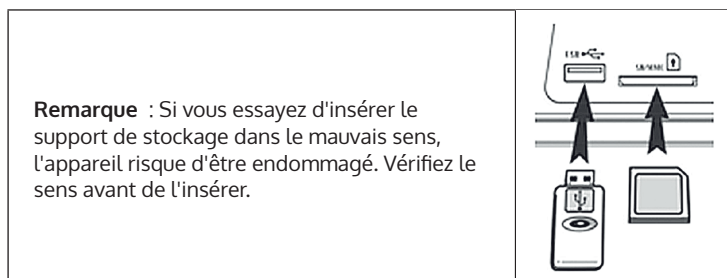 Remarque : Si vous essayez d'insérer le
support de stockage dans le mauvais sens,
l'appareil risque d'être endommagé. Vérifiez le
sens avant de l'insérer.
USB